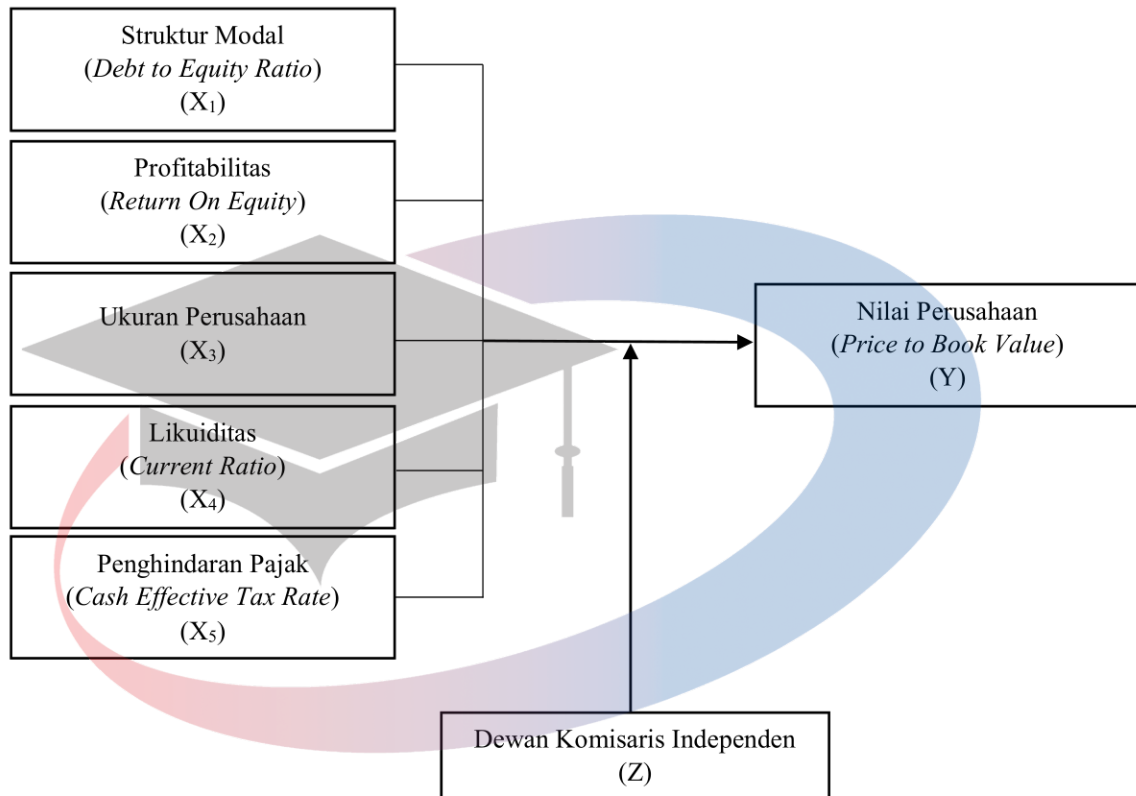 Struktur Modal
(Debt to Equity Ratio)
(X₁)
Profitabilitas
(Return On Equity)
(X₂)
Ukuran Perusahaan
(X₃)
Likuiditas
(Current Ratio)
(X₄)
Penghindaran Pajak
(Cash Effective Tax Rate)
(X₅)
Nilai Perusahaan
(Price to Book Value)
(Y)
Dewan Komisaris Independen
(Z)